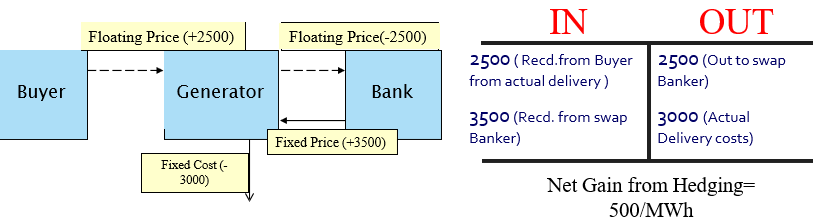 Floating Price (+2500)
Floating Price(-2500)
Buyer
Generator
Bank
Fixed Price (+3500)
Fixed Cost (-
3000)
IN
OUT
2500 ( Recd.from Buyer
from actual delivery )
2500 (Out to swap
Banker)
3500 (Recd. from swap
Banker)
3000 (Actual
Delivery costs)
Net Gain from Hedging=
500/MWh